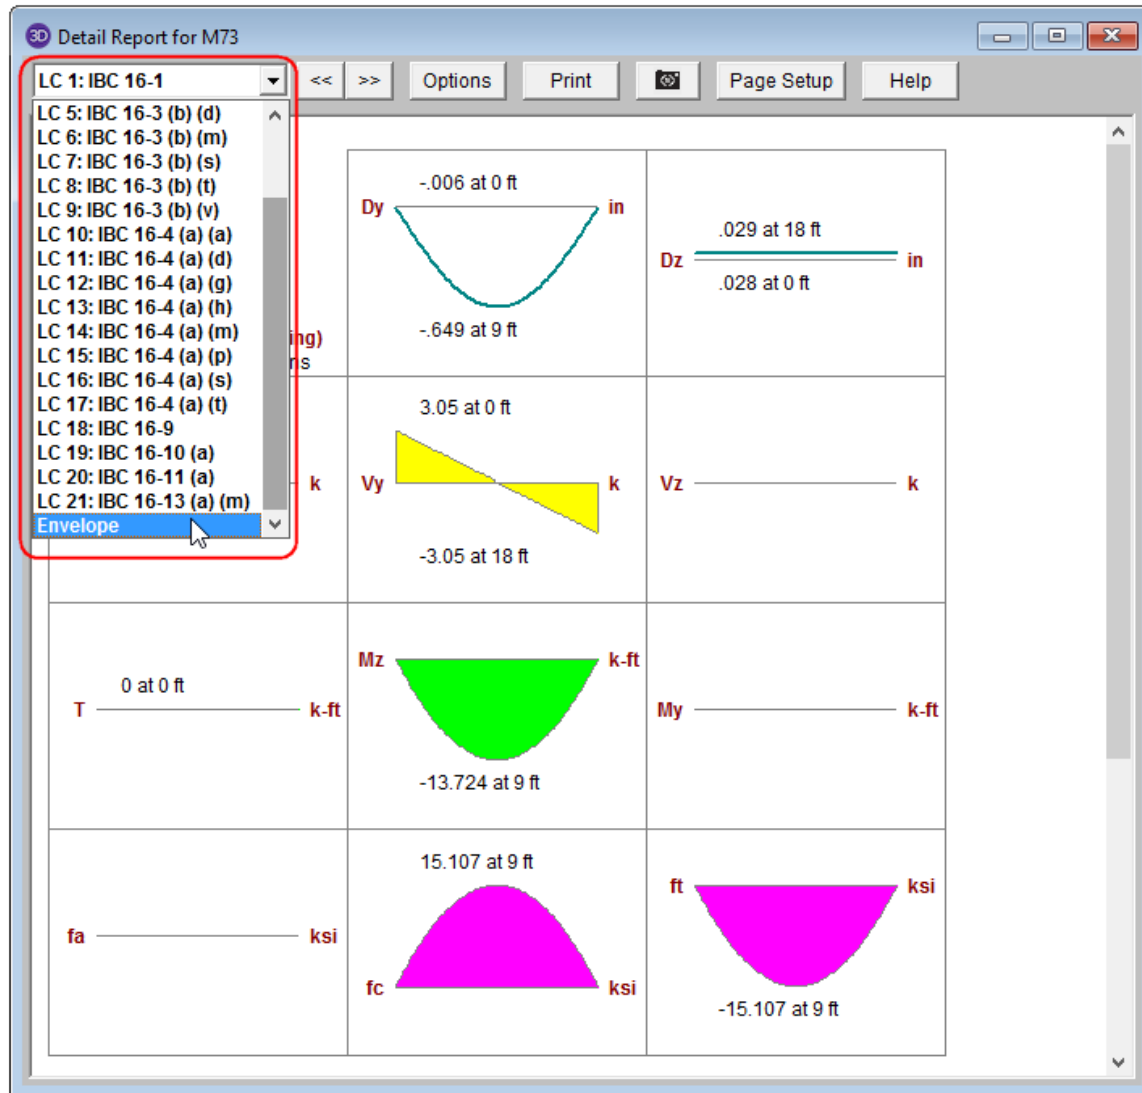 3D Detail Report for M73
LC 1: IBC 16-1 << >> Options Print Page Setup Help
LC 5: IBC 16-3 (b) (d)
LC 6: IBC 16-3 (b) (m)
LC 7: IBC 16-3 (b) (s)
LC 8: IBC 16-3 (b) (t)
LC 9: IBC 16-3 (b) (v)
LC 10: IBC 16-4 (a) (a)
LC 11: IBC 16-4 (a) (d)
LC 12: IBC 16-4 (a) (g)
LC 13: IBC 16-4 (a) (h)
LC 14: IBC 16-4 (a) (m)
LC 15: IBC 16-4 (a) (p)
LC 16: IBC 16-4 (a) (s)
LC 17: IBC 16-4 (a) (t)
LC 18: IBC 16-9
LC 19: IBC 16-10 (a)
LC 20: IBC 16-11 (a)
LC 21: IBC 16-13 (a) (m)
Envelope
ing)
ns
-.006 at 0 ft
Dy in
-.649 at 9 ft
.029 at 18 ft
Dz in
.028 at 0 ft
k
3.05 at 0 ft
Vy k
-3.05 at 18 ft
Vz k
0 at 0 ft
T k-ft
Mz k-ft
-13.724 at 9 ft
My k-ft
fa ksi
15.107 at 9 ft
fc ksi
ft ksi
-15.107 at 9 ft